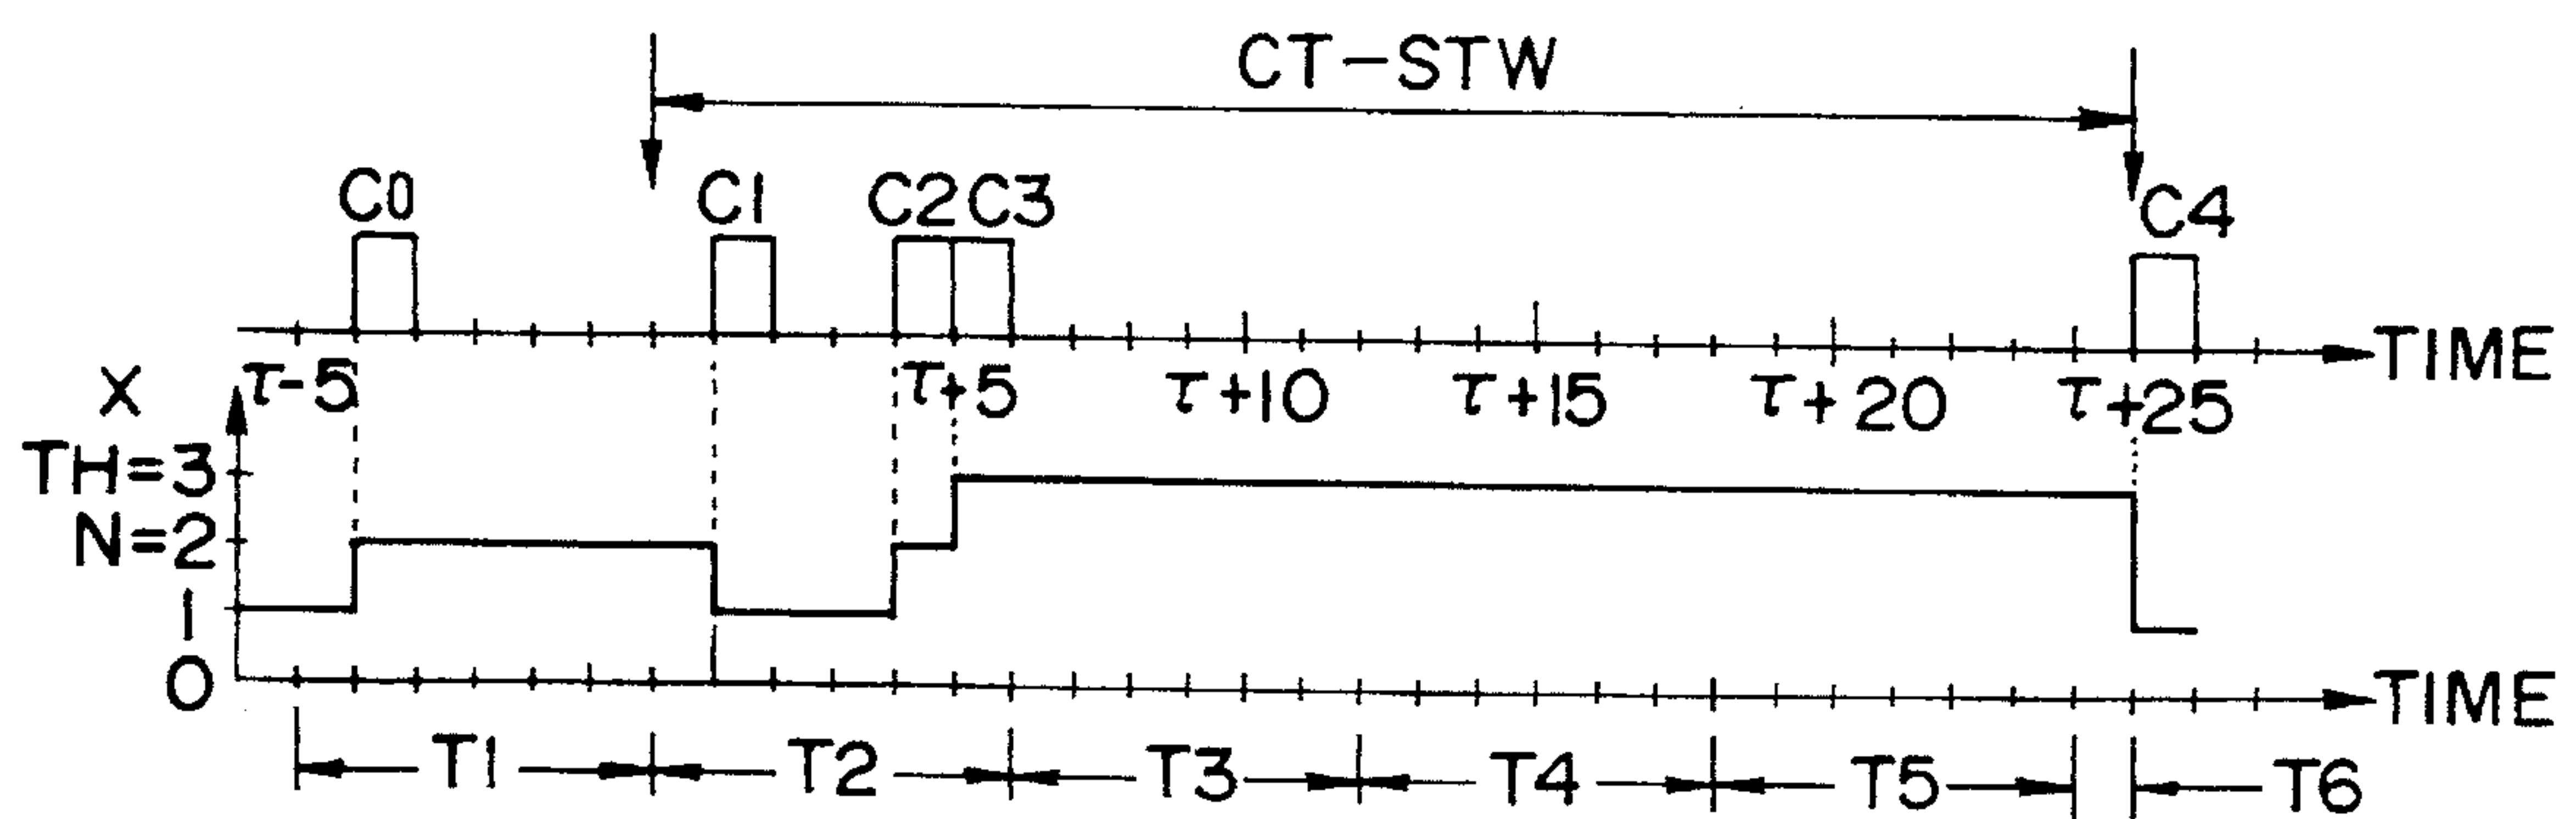 CT-STW
C0 C1 C2 C3 C4
TIME
τ-5 τ+5 τ+10 τ+15 τ+20 τ+25
X
TH=3
N=2
1
0
TIME
T1 T2 T3 T4 T5 T6